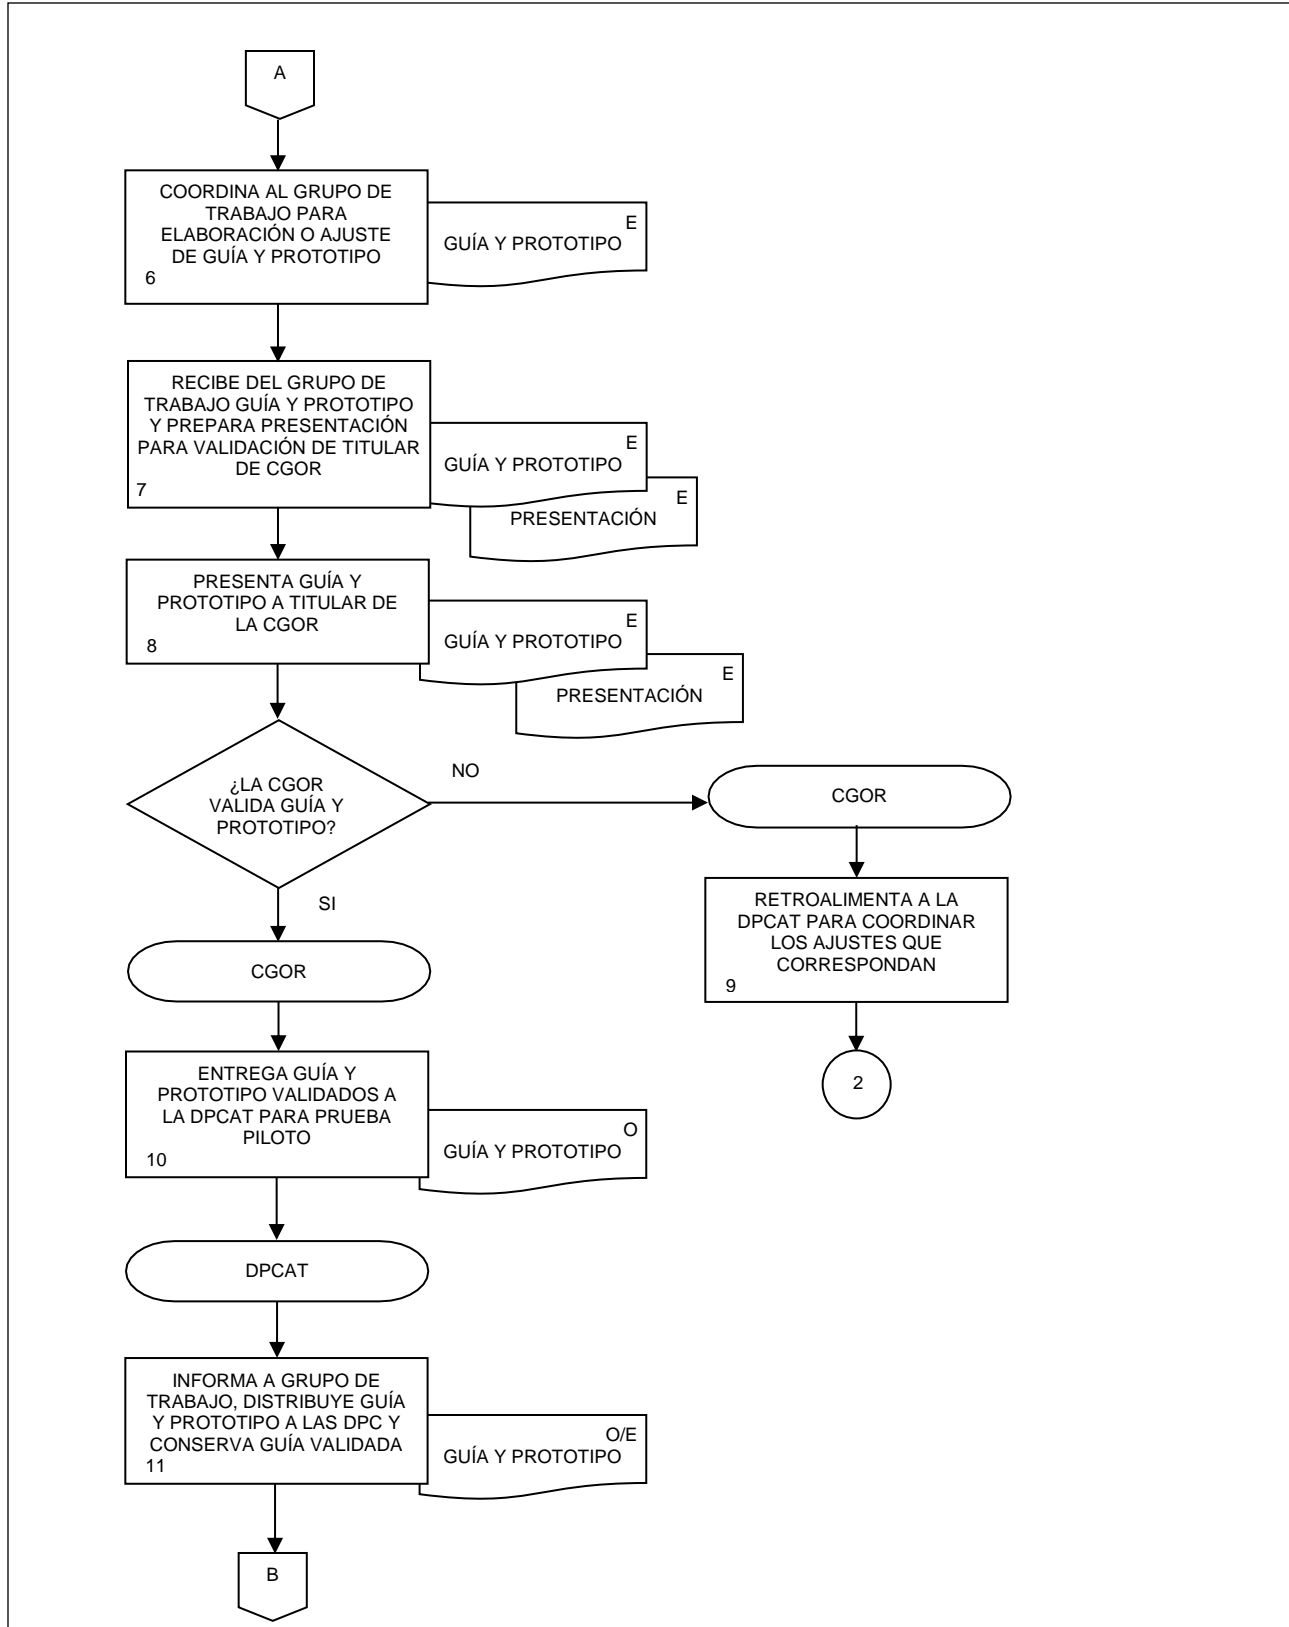 A
COORDINA AL GRUPO DE
TRABAJO PARA
ELABORACIÓN O AJUSTE
DE GUÍA Y PROTOTIPO
6
E
GUÍA Y PROTOTIPO
RECIBE DEL GRUPO DE
TRABAJO GUÍA Y PROTOTIPO
Y PREPARA PRESENTACIÓN
PARA VALIDACIÓN DE TITULAR
DE CGOR
7
E
GUÍA Y PROTOTIPO
E
PRESENTACIÓN
PRESENTA GUÍA Y
PROTOTIPO A TITULAR DE
LA CGOR
8
E
GUÍA Y PROTOTIPO
E
PRESENTACIÓN
¿LA CGOR
VALIDA GUÍA Y
PROTOTIPO?
NO
CGOR
RETROALIMENTA A LA
DPCAT PARA COORDINAR
LOS AJUSTES QUE
CORRESPONDAN
9
2
SI
CGOR
ENTREGA GUÍA Y
PROTOTIPO VALIDADOS A
LA DPCAT PARA PRUEBA
PILOTO
10
O
GUÍA Y PROTOTIPO
DPCAT
INFORMA A GRUPO DE
TRABAJO, DISTRIBUYE GUÍA
Y PROTOTIPO A LAS DPC Y
CONSERVA GUÍA VALIDADA
11
O/E
GUÍA Y PROTOTIPO
B